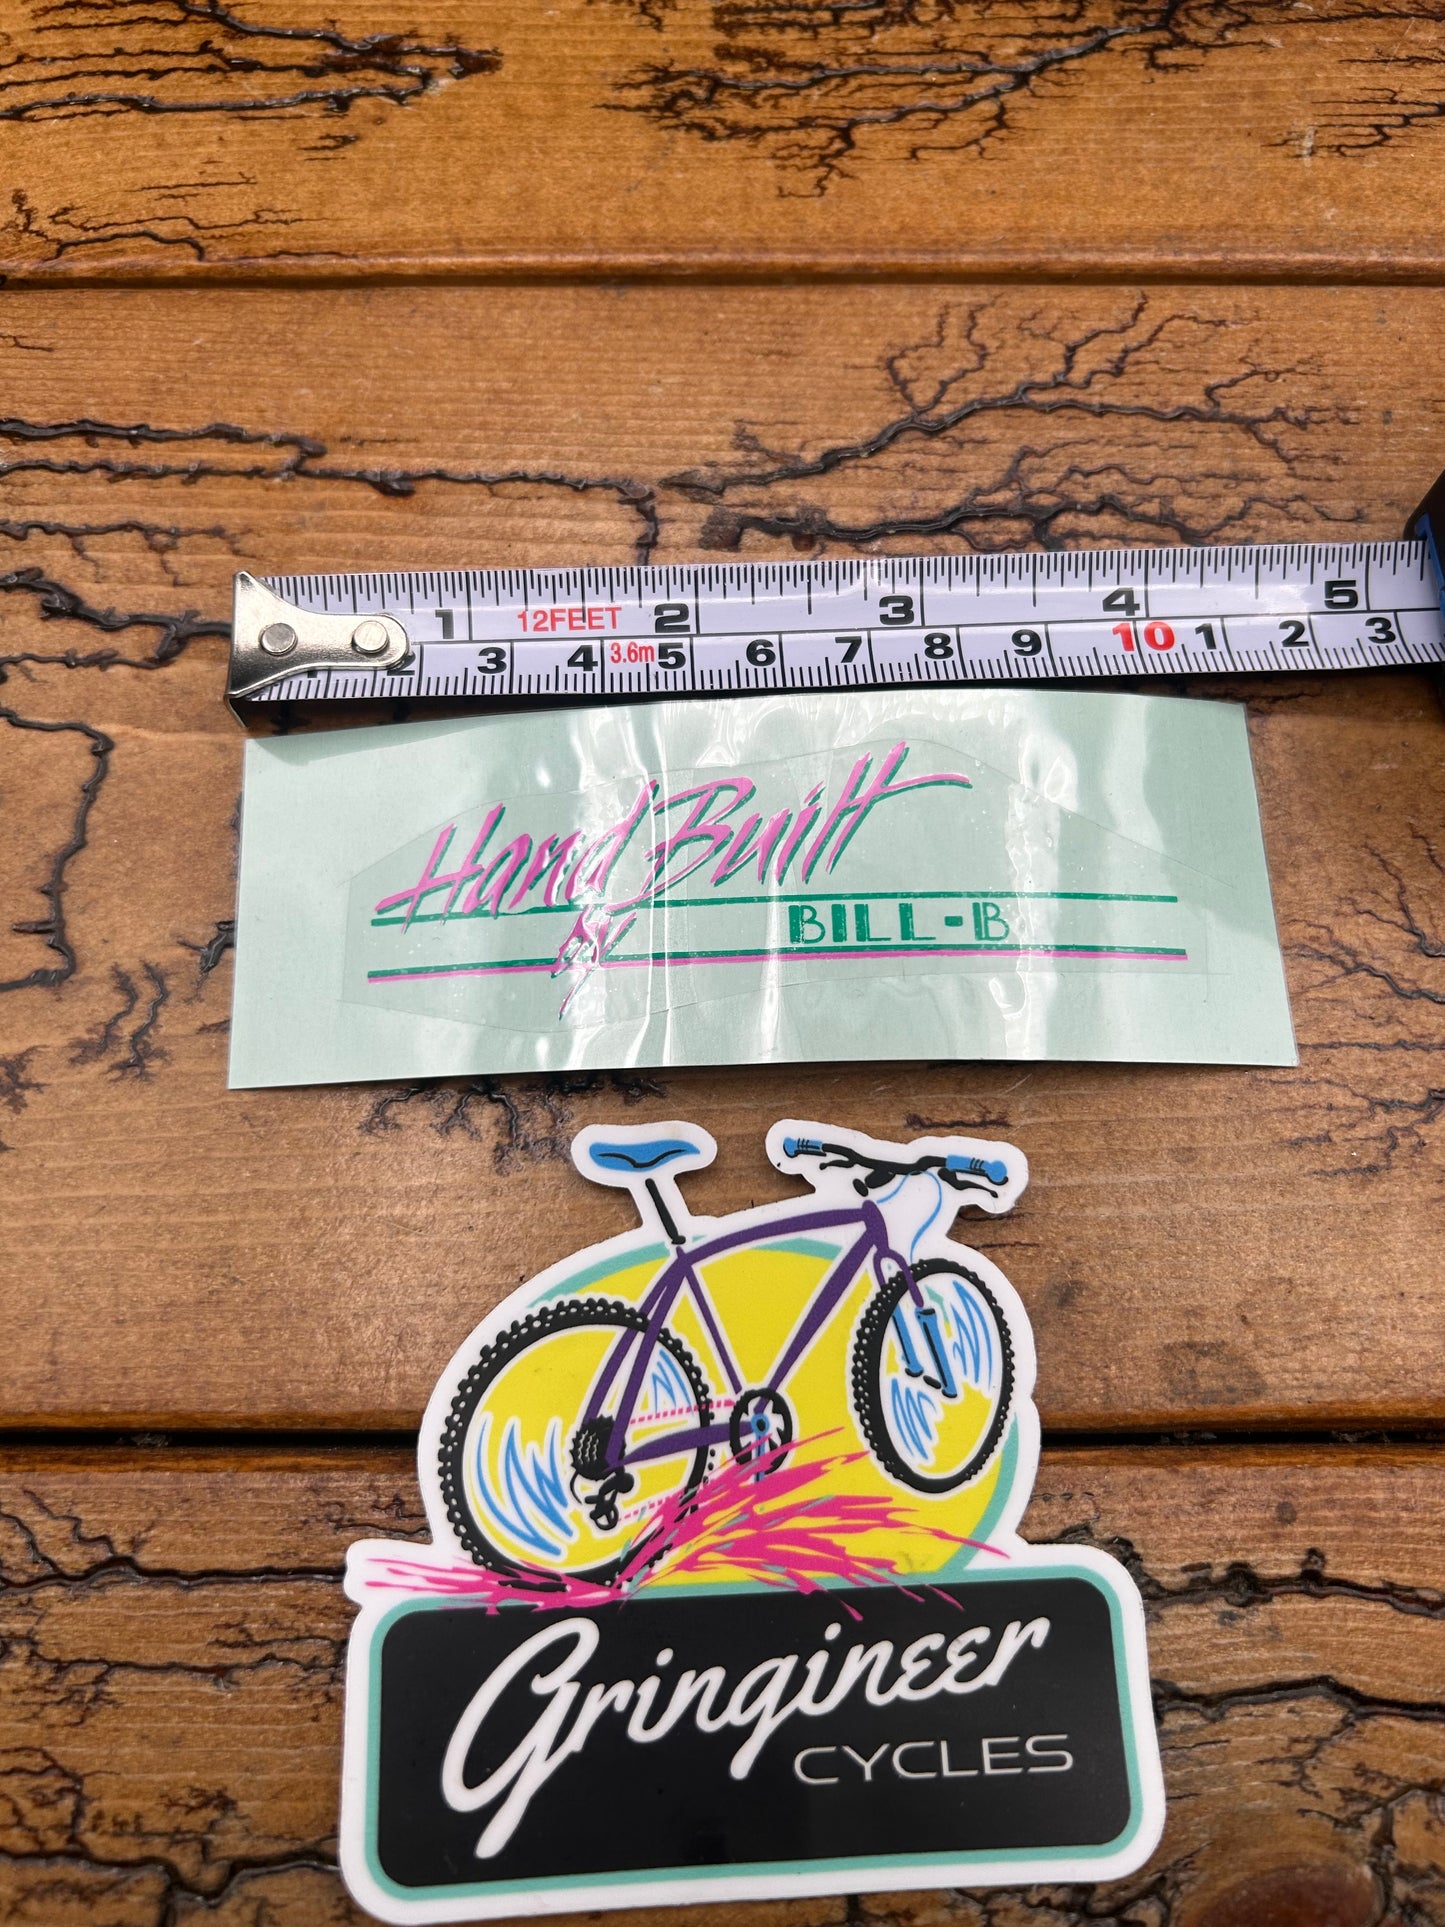 1 12FEET 2 3 4 5
1 2 3 4 3.6m 5 6 7 8 9 10 1 2 3
Hand Built
by BILL-B
Gringineer
CYCLES